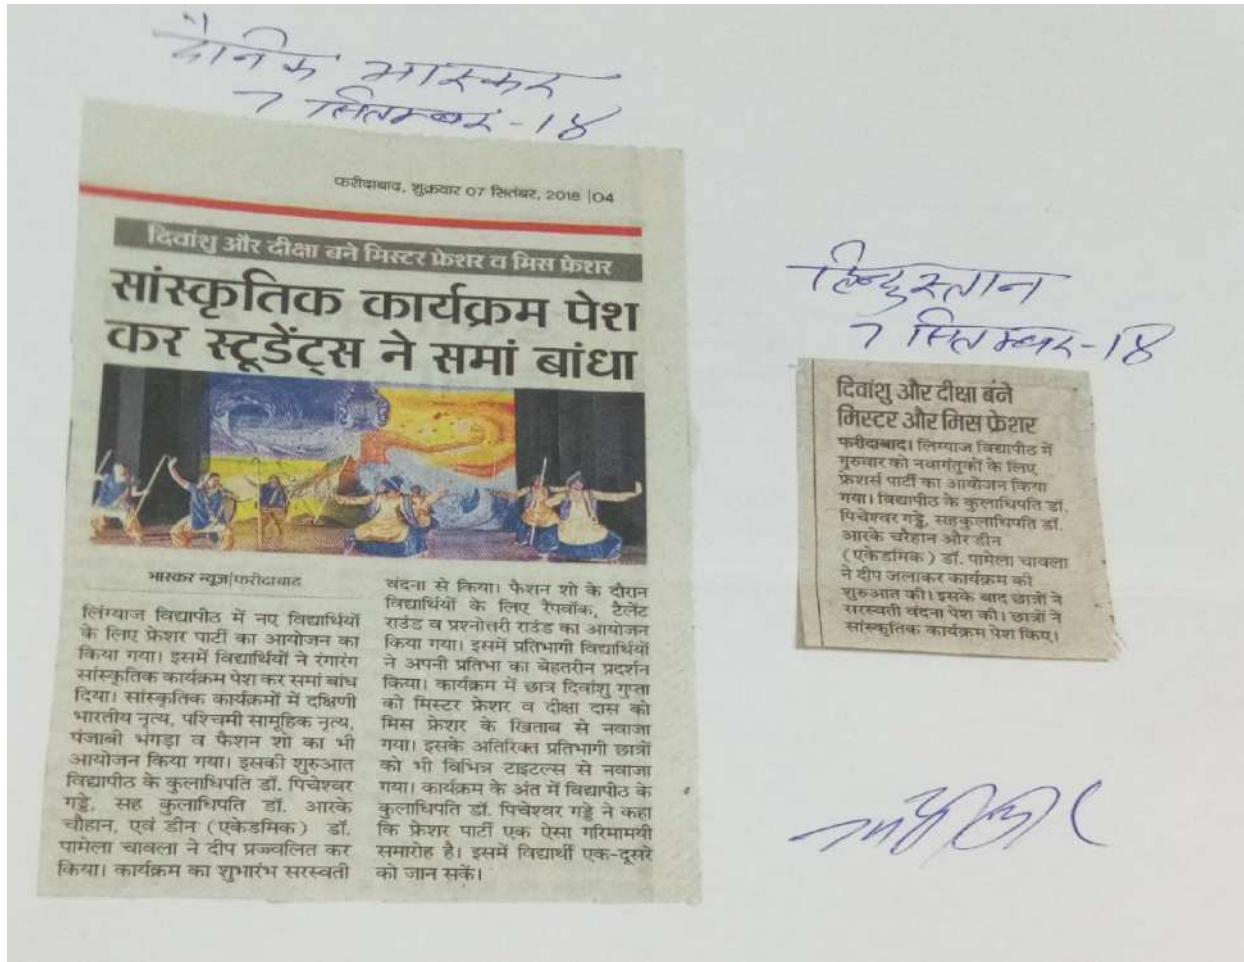 दैनिक भास्कर
7 सितम्बर - 18
फरीदाबाद, शुक्रवार 07 सितंबर, 2018 |04
दिवांशु और दीक्षा बने मिस्टर फ्रेशर व मिस फ्रेशर
सांस्कृतिक कार्यक्रम पेश
कर स्टूडेंट्स ने समां बांधा
भास्कर न्यूज|फरीदाबाद
लिंग्याज विद्यापीठ में नए विद्यार्थियों
के लिए फ्रेशर पार्टी का आयोजन का
किया गया। इसमें विद्यार्थियों ने रंगारंग
सांस्कृतिक कार्यक्रम पेश कर समां बांध
दिया। सांस्कृतिक कार्यक्रमों में दक्षिणी
भारतीय नृत्य, पश्चिमी सामूहिक नृत्य,
पंजाबी भंगड़ा व फैशन शो का भी
आयोजन किया गया। इसकी शुरुआत
विद्यापीठ के कुलाधिपति डॉ. पिचेश्वर
गड्डे, सह कुलाधिपति डॉ. आरके
चौहान, एवं डीन (एकेडमिक) डॉ.
पामेला चावला ने दीप प्रज्ज्वलित कर
किया। कार्यक्रम का शुभारंभ सरस्वती
वंदना से किया। फैशन शो के दौरान
विद्यार्थियों के लिए रैंपवॉक, टैलेंट
राउंड व प्रश्नोत्तरी राउंड का आयोजन
किया गया। इसमें प्रतिभागी विद्यार्थियों
ने अपनी प्रतिभा का बेहतरीन प्रदर्शन
किया। कार्यक्रम में छात्र दिवांशु गुप्ता
को मिस्टर फ्रेशर व दीक्षा दास को
मिस फ्रेशर के खिताब से नवाजा
गया। इसके अतिरिक्त प्रतिभागी छात्रों
को भी विभिन्न टाइटल्स से नवाजा
गया। कार्यक्रम के अंत में विद्यापीठ के
कुलाधिपति डॉ. पिचेश्वर गड्डे ने कहा
कि फ्रेशर पार्टी एक ऐसा गरिमामयी
समारोह है। इसमें विद्यार्थी एक-दूसरे
को जान सकें।
हिन्दुस्तान
7 सितम्बर - 18
दिवांशु और दीक्षा बने
मिस्टर और मिस फ्रेशर
फरीदाबाद। लिंग्याज विद्यापीठ में
गुरुवार को नवागंतुकों के लिए
फ्रेशर्स पार्टी का आयोजन किया
गया। विद्यापीठ के कुलाधिपति डॉ.
पिचेश्वर गड्डे, सहकुलाधिपति डॉ.
आरके चौहान और डीन
(एकेडमिक) डॉ. पामेला चावला
ने दीप जलाकर कार्यक्रम की
शुरुआत की। इसके बाद छात्रों ने
सरस्वती वंदना पेश की। छात्रों ने
सांस्कृतिक कार्यक्रम पेश किए।